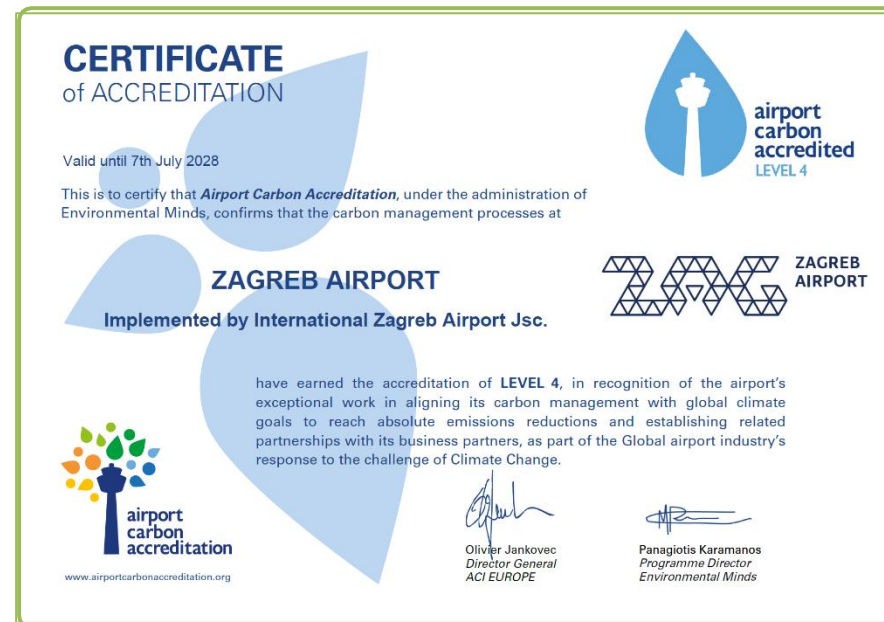 CERTIFICATE
of ACCREDITATION
Valid until 7th July 2028
This is to certify that Airport Carbon Accreditation, under the administration of
Environmental Minds, confirms that the carbon management processes at
airport
carbon
accredited
LEVEL 4
ZAGREB AIRPORT
Implemented by International Zagreb Airport Jsc.
ZAG
ZAGREB
AIRPORT
have earned the accreditation of LEVEL 4, in recognition of the airport's
exceptional work in aligning its carbon management with global climate
goals to reach absolute emissions reductions and establishing related
partnerships with its business partners, as part of the Global airport industry's
response to the challenge of Climate Change.
airport
carbon
accreditation
www.airportcarbonaccreditation.org
Olivier Jankovec
Director General
ACI EUROPE
Panagiotis Karamanos
Programme Director
Environmental Minds